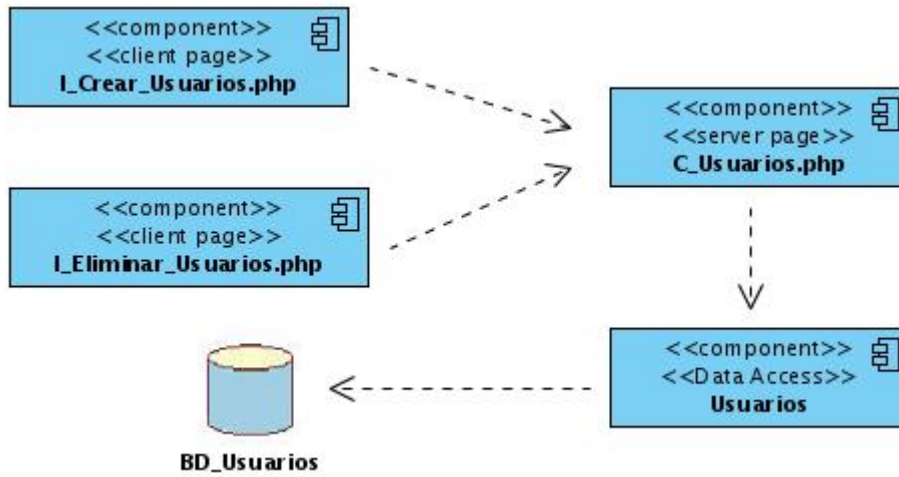 <<component>>
<<client page>>
I_Crear_Usuarios.php
<<component>>
<<server page>>
C_Usuarios.php
<<component>>
<<client page>>
I_Eliminar_Usuarios.php
<<component>>
<<Data Access>>
Usuarios
BD_Usuarios